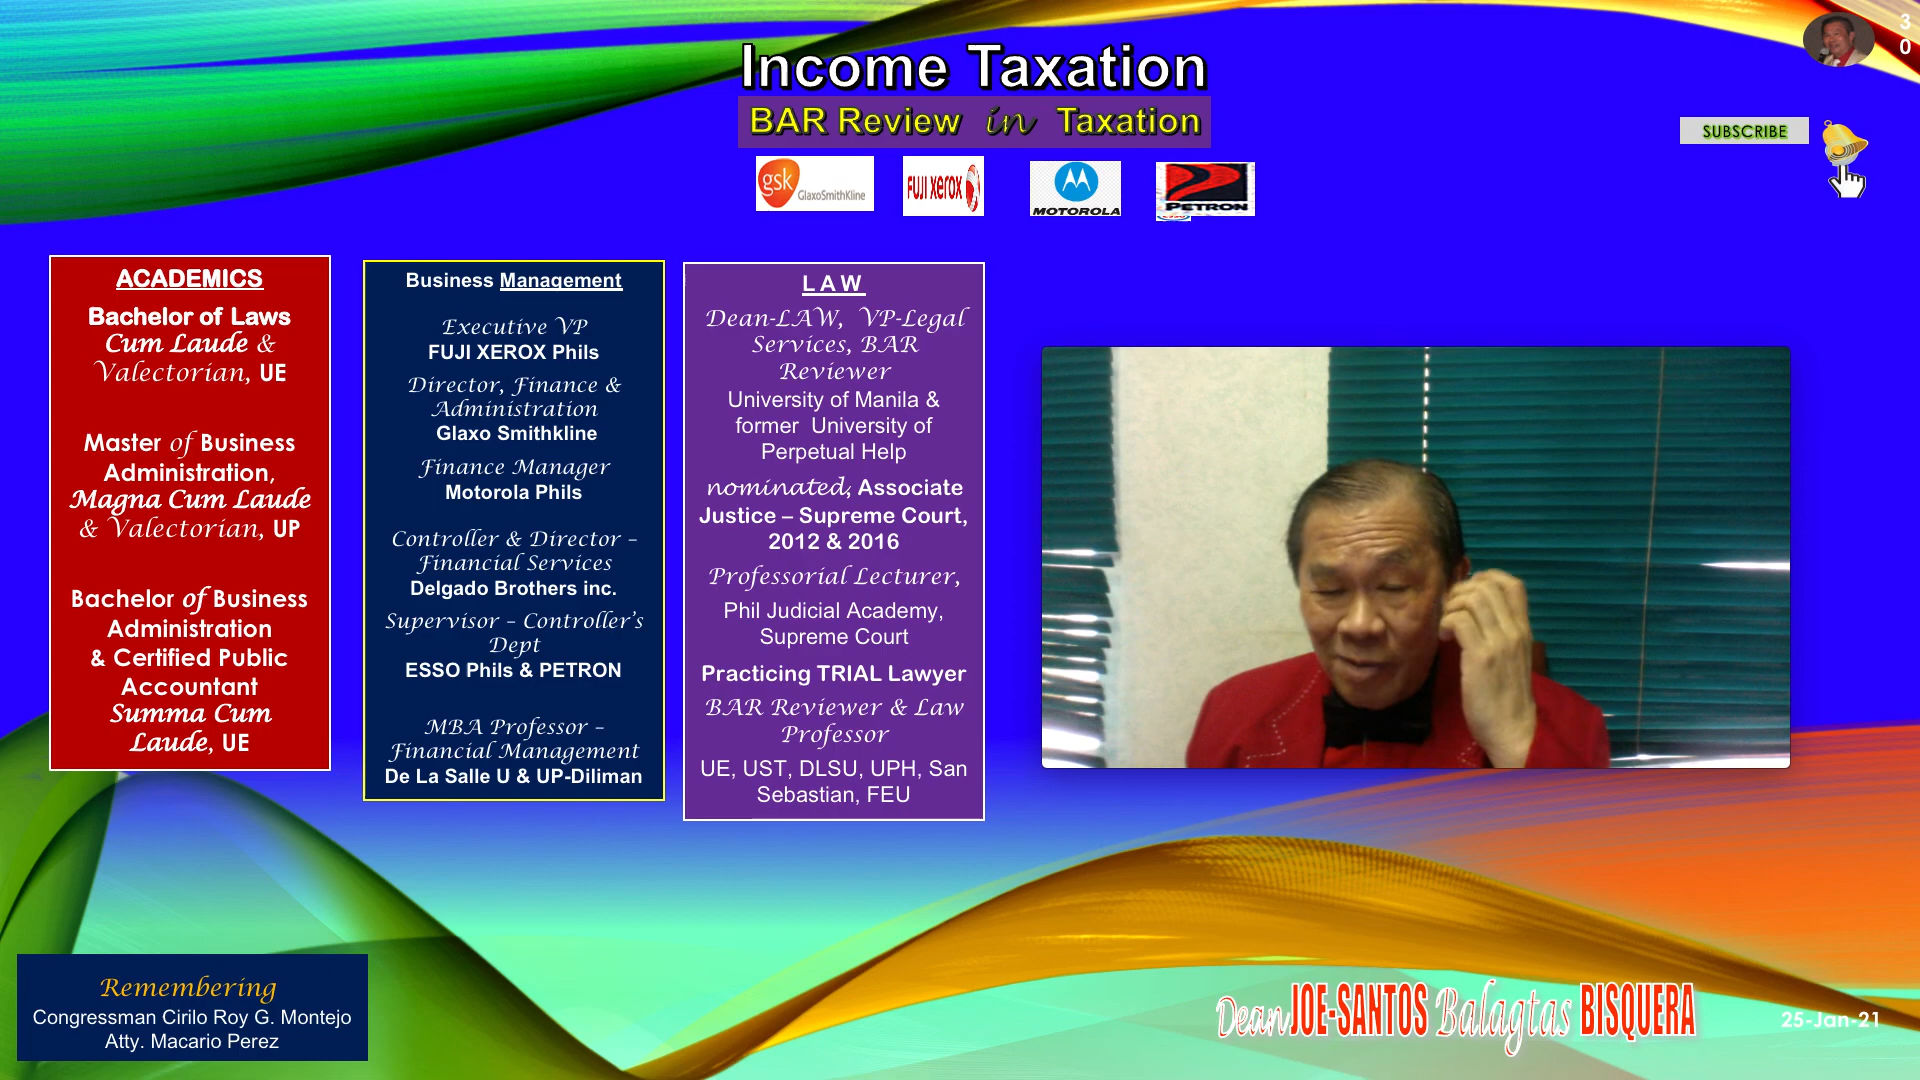 3
0
Income Taxation
BAR Review in Taxation
SUBSCRIBE
gsk
GlaxoSmithKline
FUJI xerox
MOTOROLA
PETRON
ACADEMICS
Bachelor of Laws
Cum Laude &
Valectorian, UE
Master of Business
Administration,
Magna Cum Laude
& Valectorian, UP
Bachelor of Business
Administration
& Certified Public
Accountant
Summa Cum
Laude, UE
Business Management
Executive VP
FUJI XEROX Phils
Director, Finance &
Administration
Glaxo Smithkline
Finance Manager
Motorola Phils
Controller & Director –
Financial Services
Delgado Brothers inc.
Supervisor – Controller’s
Dept
ESSO Phils & PETRON
MBA Professor –
Financial Management
De La Salle U & UP-Diliman
LAW
Dean-LAW, VP-Legal
Services, BAR
Reviewer
University of Manila &
former University of
Perpetual Help
nominated, Associate
Justice – Supreme Court,
2012 & 2016
Professorial Lecturer,
Phil Judicial Academy,
Supreme Court
Practicing TRIAL Lawyer
BAR Reviewer & Law
Professor
UE, UST, DLSU, UPH, San
Sebastian, FEU
Remembering
Congressman Cirilo Roy G. Montejo
Atty. Macario Perez
Dean JOE-SANTOS Balagtas BISQUERA
25-Jan-21